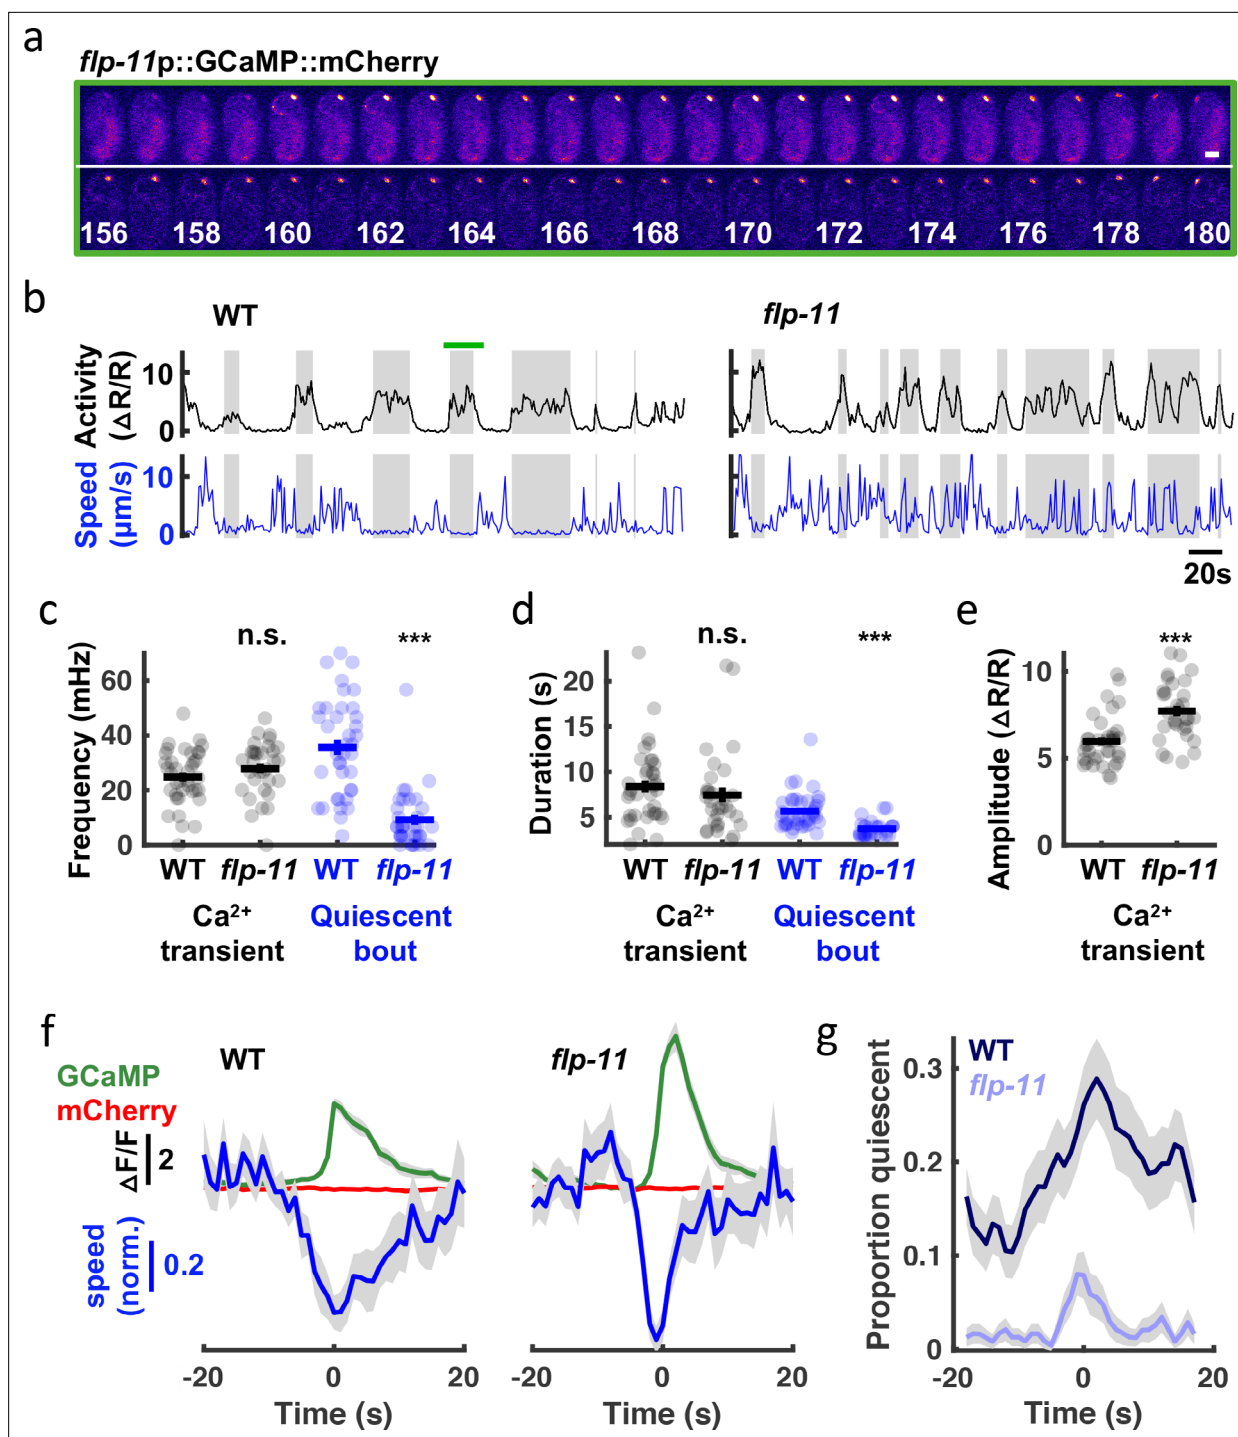 a
flp-11p::GCaMP::mCherry
156 158 160 162 164 166 168 170 172 174 176 178 180
b
WT flp-11
Activity (ΔR/R)
10
0
10
0
Speed (µm/s)
20s
c
n.s. ***
Frequency (mHz)
60
40
20
0
WT flp-11 WT flp-11
Ca²⁺ transient
Quiescent bout
d
n.s. ***
Duration (s)
20
15
10
5
WT flp-11 WT flp-11
Ca²⁺ transient
Quiescent bout
e
***
Amplitude (ΔR/R)
10
5
0
WT flp-11
Ca²⁺ transient
f
WT flp-11
GCaMP
mCherry
ΔF/F
2
speed (norm.)
0.2
-20 0 20
Time (s)
-20 0 20
Time (s)
g
WT
flp-11
Proportion quiescent
0.3
0.2
0.1
0
-20 0 20
Time (s)